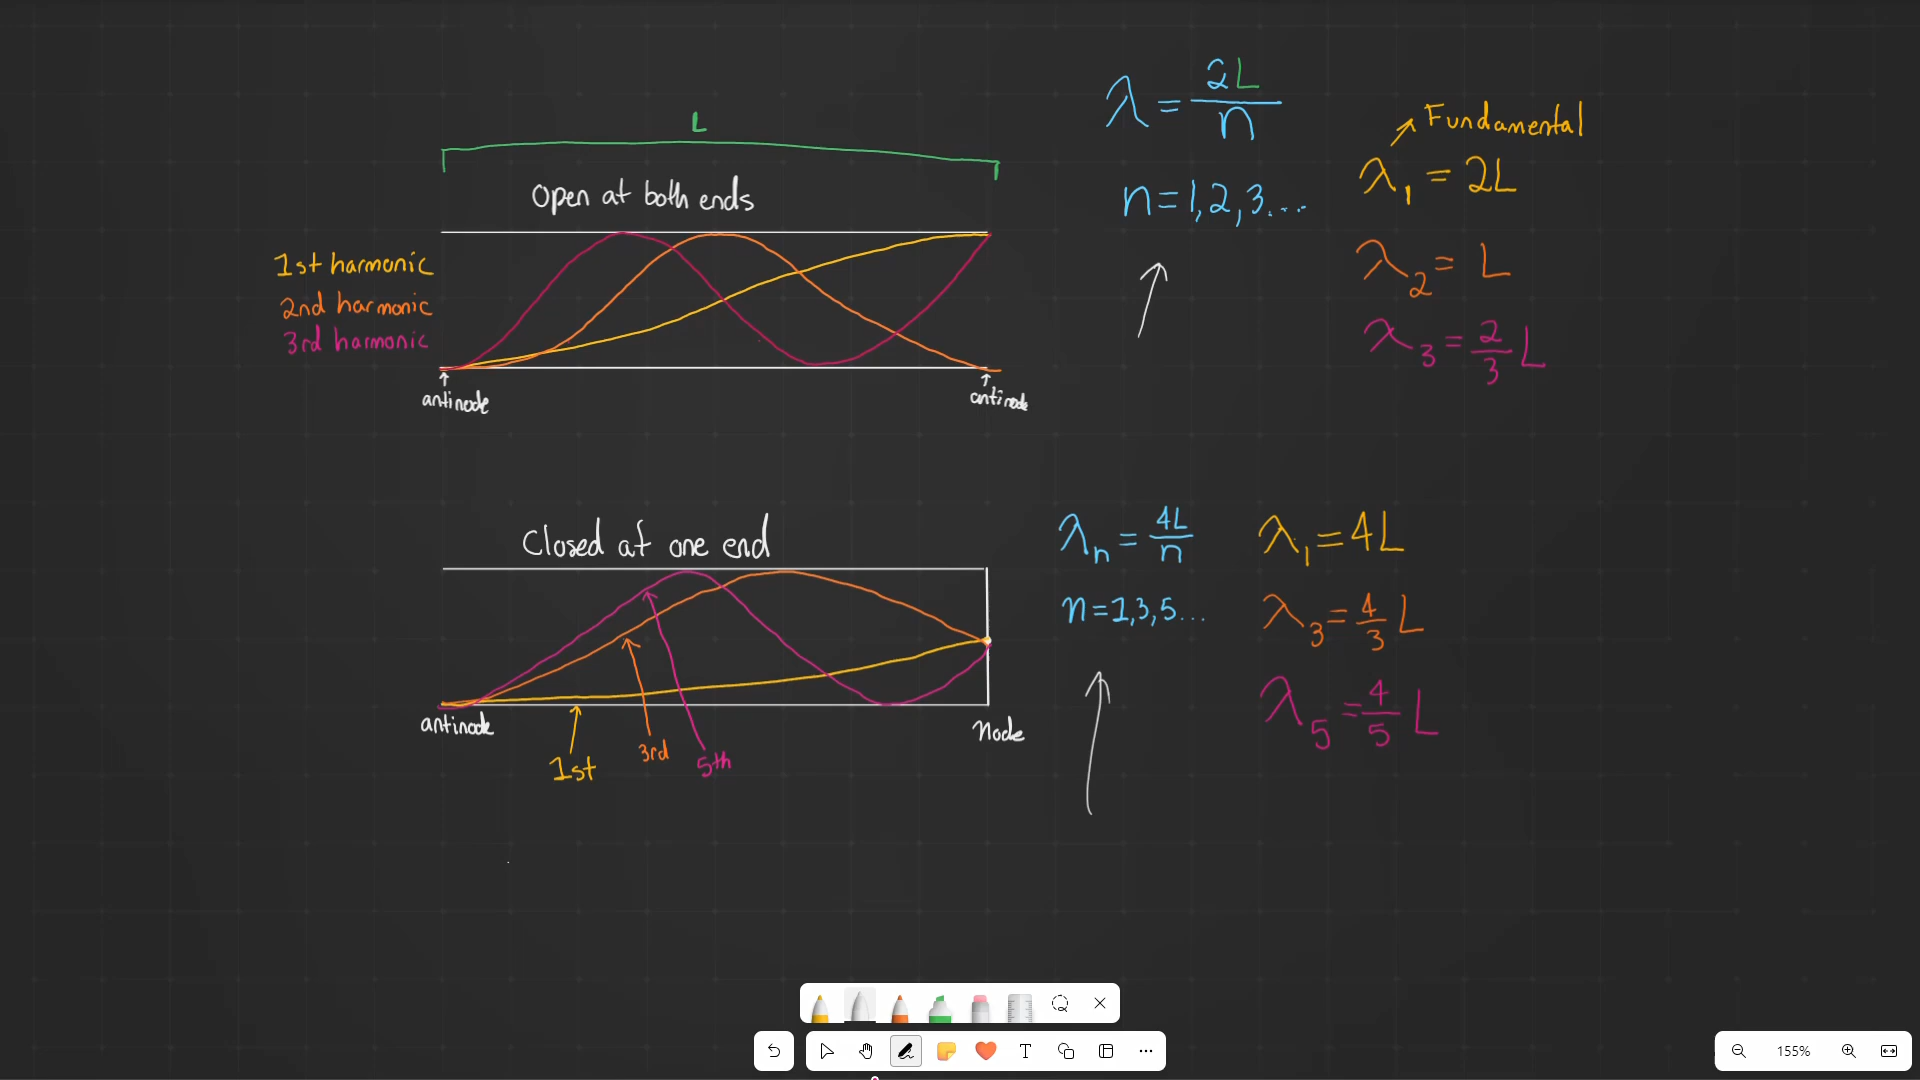 L
Open at both ends
1st harmonic
2nd harmonic
3rd harmonic
antinode
antinode
λ = 2L/n
n=1,2,3...
Fundamental
λ₁ = 2L
λ₂ = L
λ₃ = 2/3 L
Closed at one end
antinode
Node
1st
3rd
5th
λₙ = 4L/n
n=1,3,5...
λ₁=4L
λ₃=4/3 L
λ₅=4/5 L
T
155%